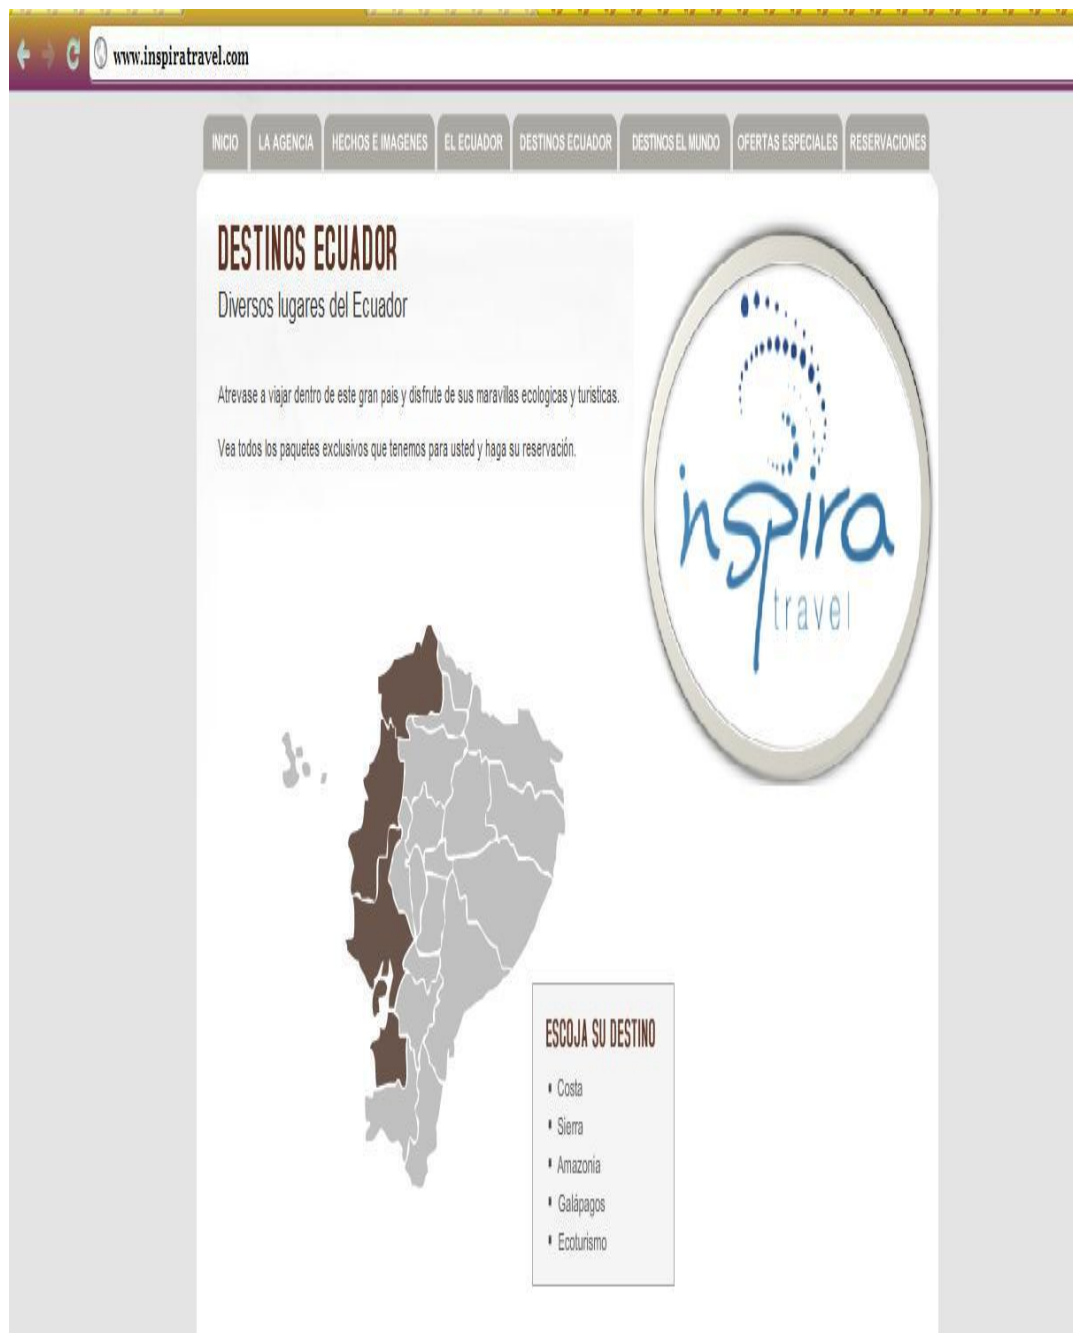 www.inspiratravel.com
INICIO
LA AGENCIA
HECHOS E IMAGENES
EL ECUADOR
DESTINOS ECUADOR
DESTINOS EL MUNDO
OFERTAS ESPECIALES
RESERVACIONES
DESTINOS ECUADOR
Diversos lugares del Ecuador
Atrevase a viajar dentro de este gran pais y disfrute de sus maravillas ecologicas y turisticas.
Vea todos los paquetes exclusivos que tenemos para usted y haga su reservación.
inspira
travel
ESCOJA SU DESTINO
Costa
Sierra
Amazonía
Galápagos
Ecoturismo